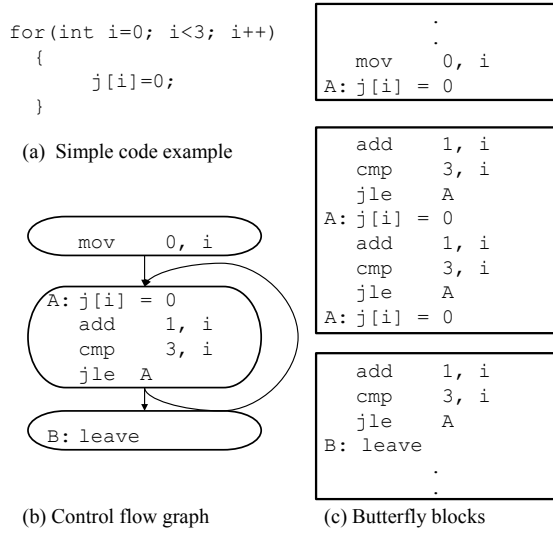 for(int i=0; i<3; i++)
{
j[i]=0;
}
(a) Simple code example
mov 0, i
A: j[i] = 0
add 1, i
cmp 3, i
jle A
B: leave
(b) Control flow graph
.
.
mov 0, i
A: j[i] = 0
add 1, i
cmp 3, i
jle A
A: j[i] = 0
add 1, i
cmp 3, i
jle A
A: j[i] = 0
add 1, i
cmp 3, i
jle A
B: leave
.
.
(c) Butterfly blocks